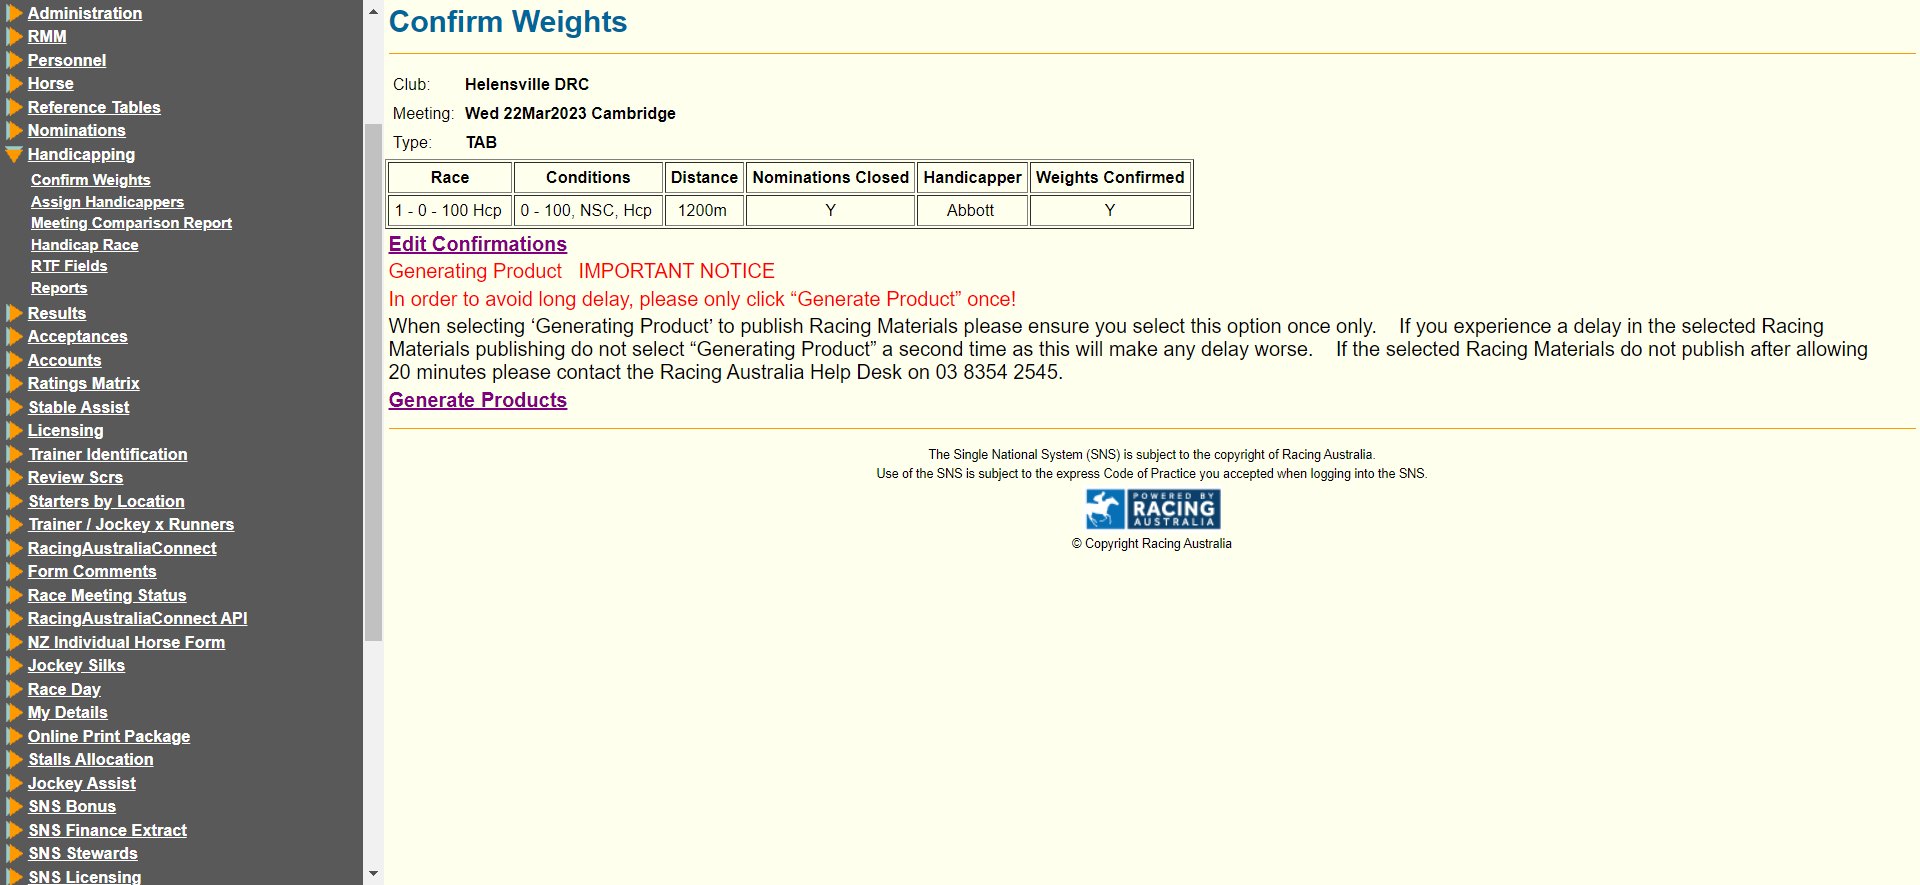 Administration
RMM
Personnel
Horse
Reference Tables
Nominations
Handicapping
Confirm Weights
Assign Handicappers
Meeting Comparison Report
Handicap Race
RTF Fields
Reports
Results
Acceptances
Accounts
Ratings Matrix
Stable Assist
Licensing
Trainer Identification
Review Scrs
Starters by Location
Trainer / Jockey x Runners
RacingAustraliaConnect
Form Comments
Race Meeting Status
RacingAustraliaConnect API
NZ Individual Horse Form
Jockey Silks
Race Day
My Details
Online Print Package
Stalls Allocation
Jockey Assist
SNS Bonus
SNS Finance Extract
SNS Stewards
SNS Licensing
Confirm Weights
Club: Helensville DRC
Meeting: Wed 22Mar2023 Cambridge
Type: TAB
Race Conditions Distance Nominations Closed Handicapper Weights Confirmed
1 - 0 - 100 Hcp 0 - 100, NSC, Hcp 1200m Y Abbott Y
Edit Confirmations
Generating Product IMPORTANT NOTICE
In order to avoid long delay, please only click “Generate Product” once!
When selecting ‘Generating Product’ to publish Racing Materials please ensure you select this option once only. If you experience a delay in the selected Racing
Materials publishing do not select “Generating Product” a second time as this will make any delay worse. If the selected Racing Materials do not publish after allowing
20 minutes please contact the Racing Australia Help Desk on 03 8354 2545.
Generate Products
The Single National System (SNS) is subject to the copyright of Racing Australia.
Use of the SNS is subject to the express Code of Practice you accepted when logging into the SNS.
POWERED BY
RACING
AUSTRALIA
© Copyright Racing Australia